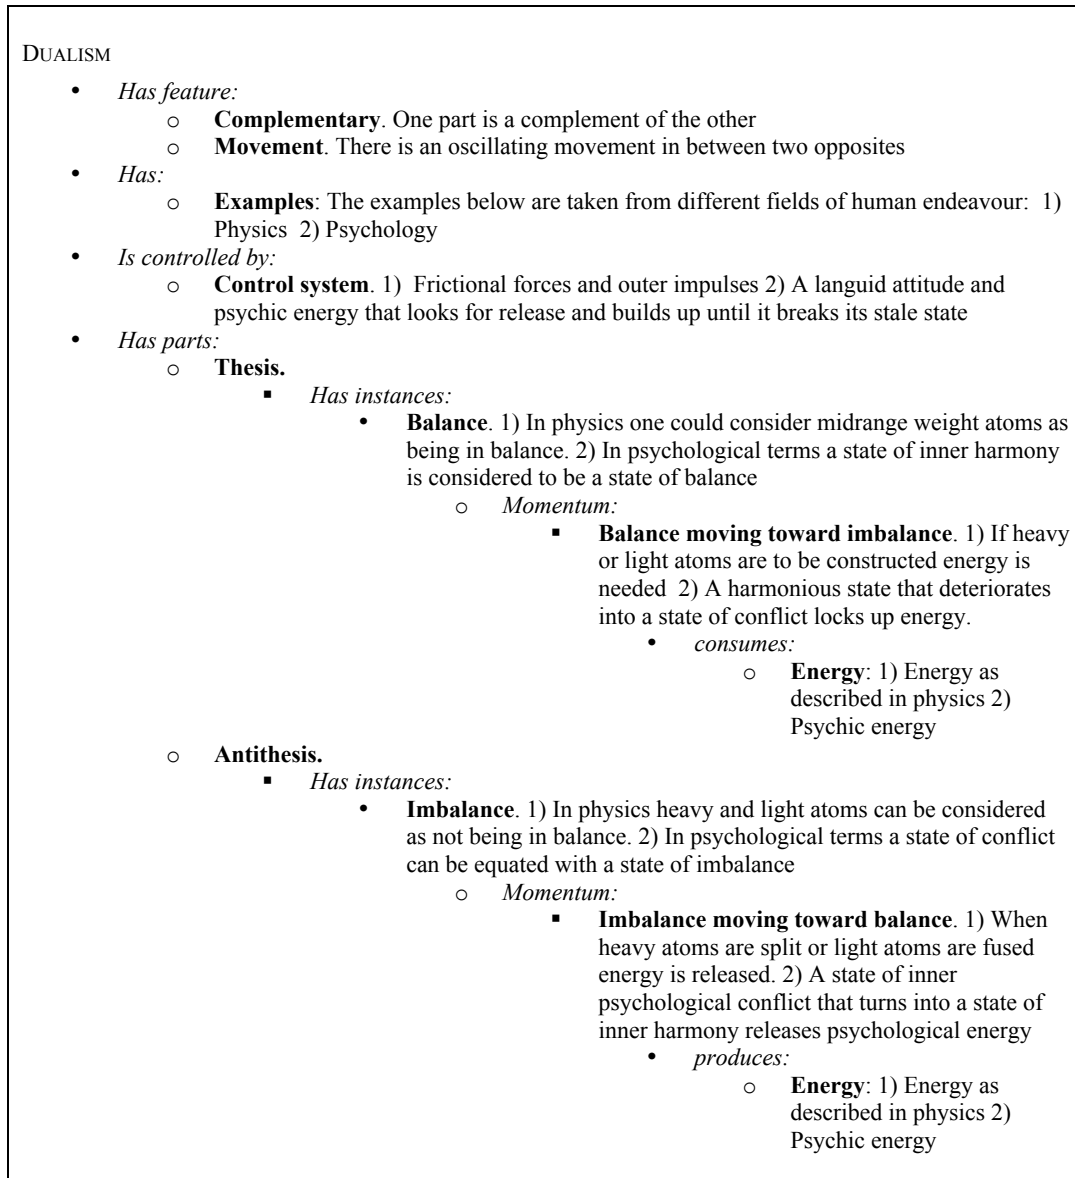 DUALISM
• Has feature:
o Complementary. One part is a complement of the other
o Movement. There is an oscillating movement in between two opposites
• Has:
o Examples: The examples below are taken from different fields of human endeavour: 1)
Physics 2) Psychology
• Is controlled by:
o Control system. 1) Frictional forces and outer impulses 2) A languid attitude and
psychic energy that looks for release and builds up until it breaks its stale state
• Has parts:
o Thesis.
▪ Has instances:
• Balance. 1) In physics one could consider midrange weight atoms as
being in balance. 2) In psychological terms a state of inner harmony
is considered to be a state of balance
o Momentum:
▪ Balance moving toward imbalance. 1) If heavy
or light atoms are to be constructed energy is
needed 2) A harmonious state that deteriorates
into a state of conflict locks up energy.
• consumes:
o Energy: 1) Energy as
described in physics 2)
Psychic energy
o Antithesis.
▪ Has instances:
• Imbalance. 1) In physics heavy and light atoms can be considered
as not being in balance. 2) In psychological terms a state of conflict
can be equated with a state of imbalance
o Momentum:
▪ Imbalance moving toward balance. 1) When
heavy atoms are split or light atoms are fused
energy is released. 2) A state of inner
psychological conflict that turns into a state of
inner harmony releases psychological energy
• produces:
o Energy: 1) Energy as
described in physics 2)
Psychic energy